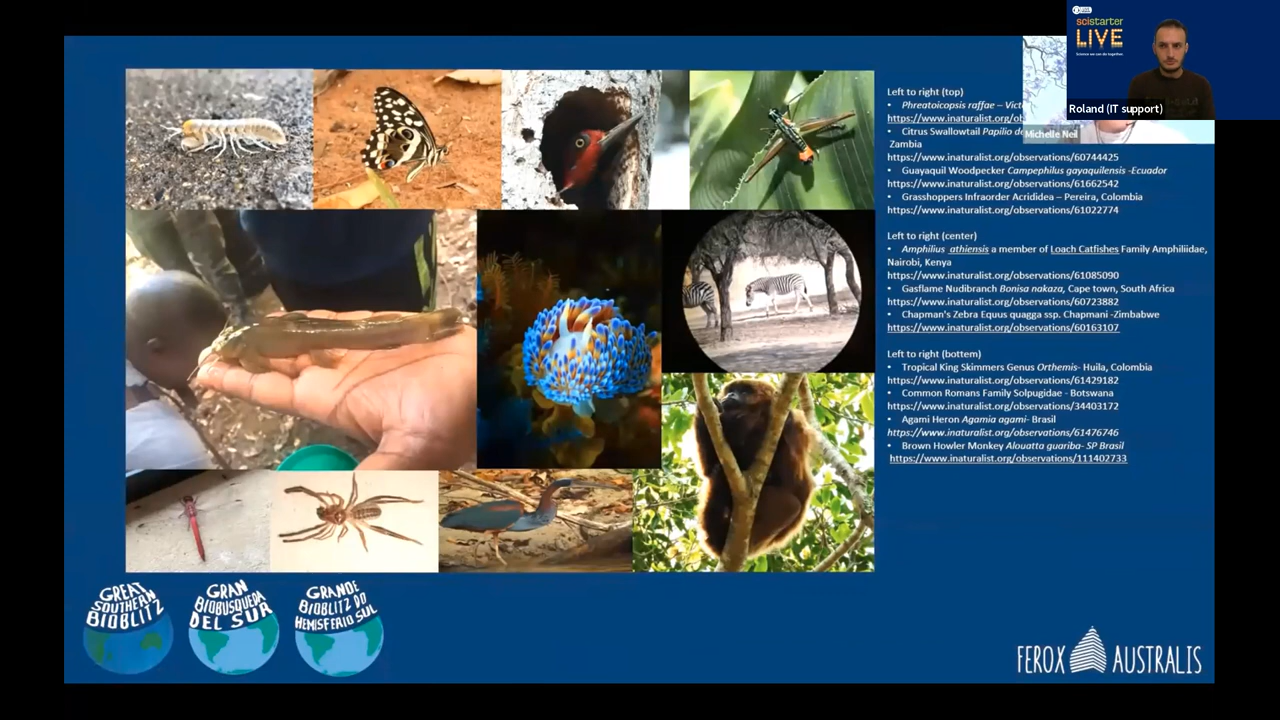 scistarter
LIVE
Science we can do together.
Roland (IT support)
Michelle Neil
Left to right (top)
• Phreatoicopsis raffae –
https://www.inaturalist.org/
• Citrus Swallowtail Papilio
Zambia
https://www.inaturalist.org/observations/60744425
• Guayaquil Woodpecker Campephilus gayaquilensis -Ecuador
https://www.inaturalist.org/observations/61662542
• Grasshoppers Infraorder Acrididea – Pereira, Colombia
https://www.inaturalist.org/observations/61022774
Left to right (center)
• Amphilius athiensis a member of Loach Catfishes Family Amphiliidae,
Nairobi, Kenya
https://www.inaturalist.org/observations/61085090
• Gasflame Nudibranch Bonisa nakaza, Cape town, South Africa
https://www.inaturalist.org/observations/60723882
• Chapman's Zebra Equus quagga ssp. Chapmani -Zimbabwe
https://www.inaturalist.org/observations/60163107
Left to right (bottom)
• Tropical King Skimmers Genus Orthemis- Huila, Colombia
https://www.inaturalist.org/observations/61429182
• Common Romans Family Solpugidae - Botswana
https://www.inaturalist.org/observations/34403172
• Agami Heron Agamia agami- Brasil
https://www.inaturalist.org/observations/61476746
• Brown Howler Monkey Alouatta guariba- SP Brasil
https://www.inaturalist.org/observations/111402733
GREAT
SOUTHERN
BIOBLITZ
GRAN
BIOBÚSQUEDA
DEL SUR
GRANDE
BIOBLITZ DO
HEMISFÉRIO SUL
FEROX AUSTRALIS